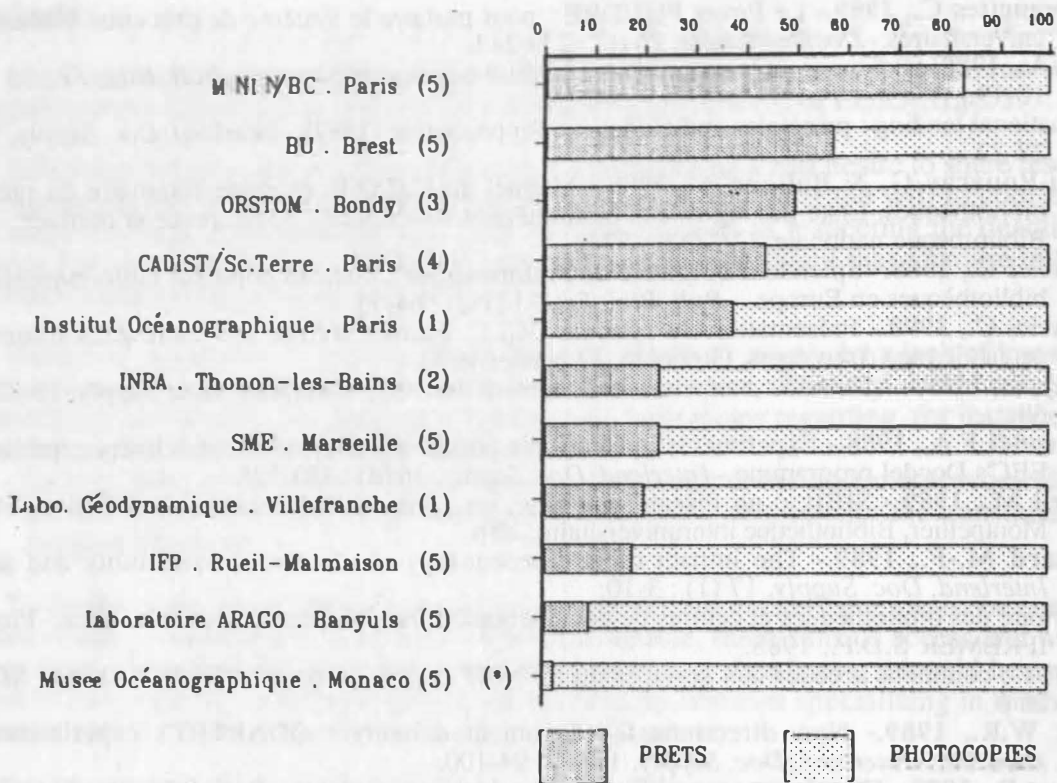 0 10 20 30 40 50 60 70 80 90 100
MNHN/BC. Paris (5)
BU. Brest (5)
ORSTOM. Bondy (3)
CADIST/Sc.Terre. Paris (4)
Institut Océanographique. Paris (1)
INRA. Thonon-les-Bains (2)
SME. Marseille (5)
Labo. Géodynamique. Villefranche (1)
IFP. Rueil-Malmaison (5)
laboratoire ARAGO. Banyuls (5)
Musee Océanographique. Monaco (5) (*)
PRETS PHOTOCOPIES